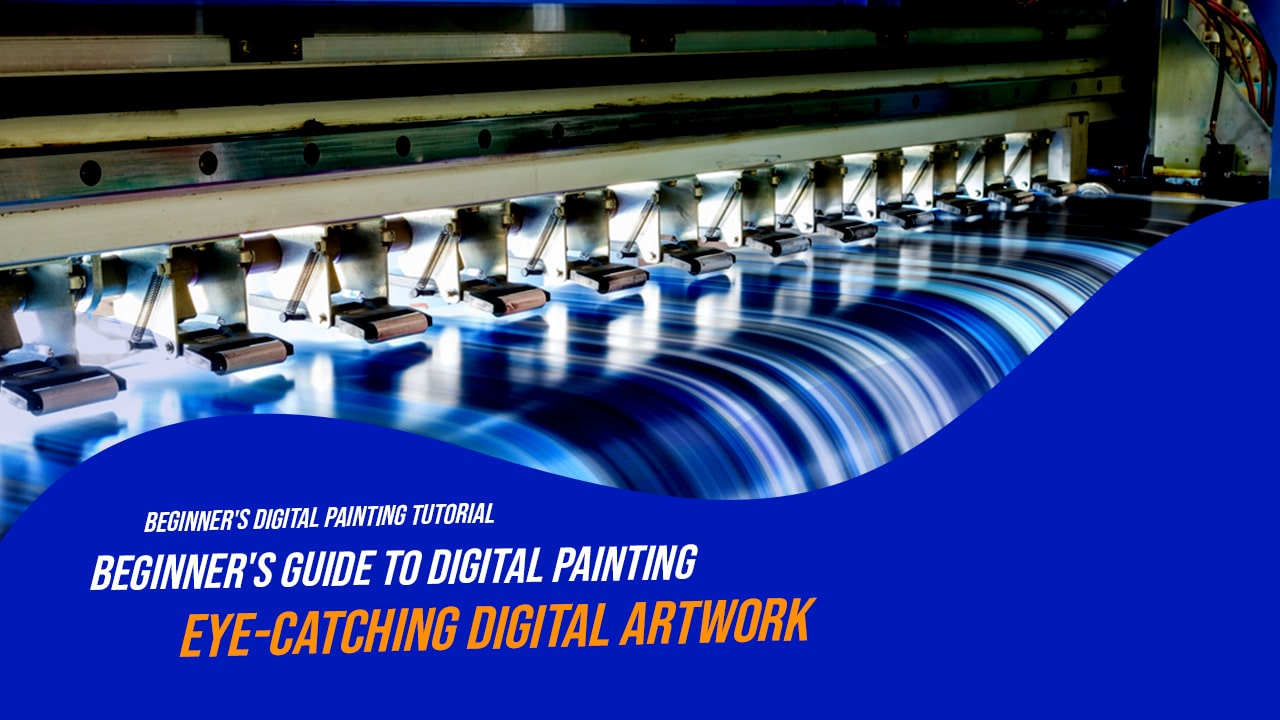 BEGINNER'S DIGITAL PAINTING TUTORIAL
BEGINNER'S GUIDE TO DIGITAL PAINTING
EYE-CATCHING DIGITAL ARTWORK